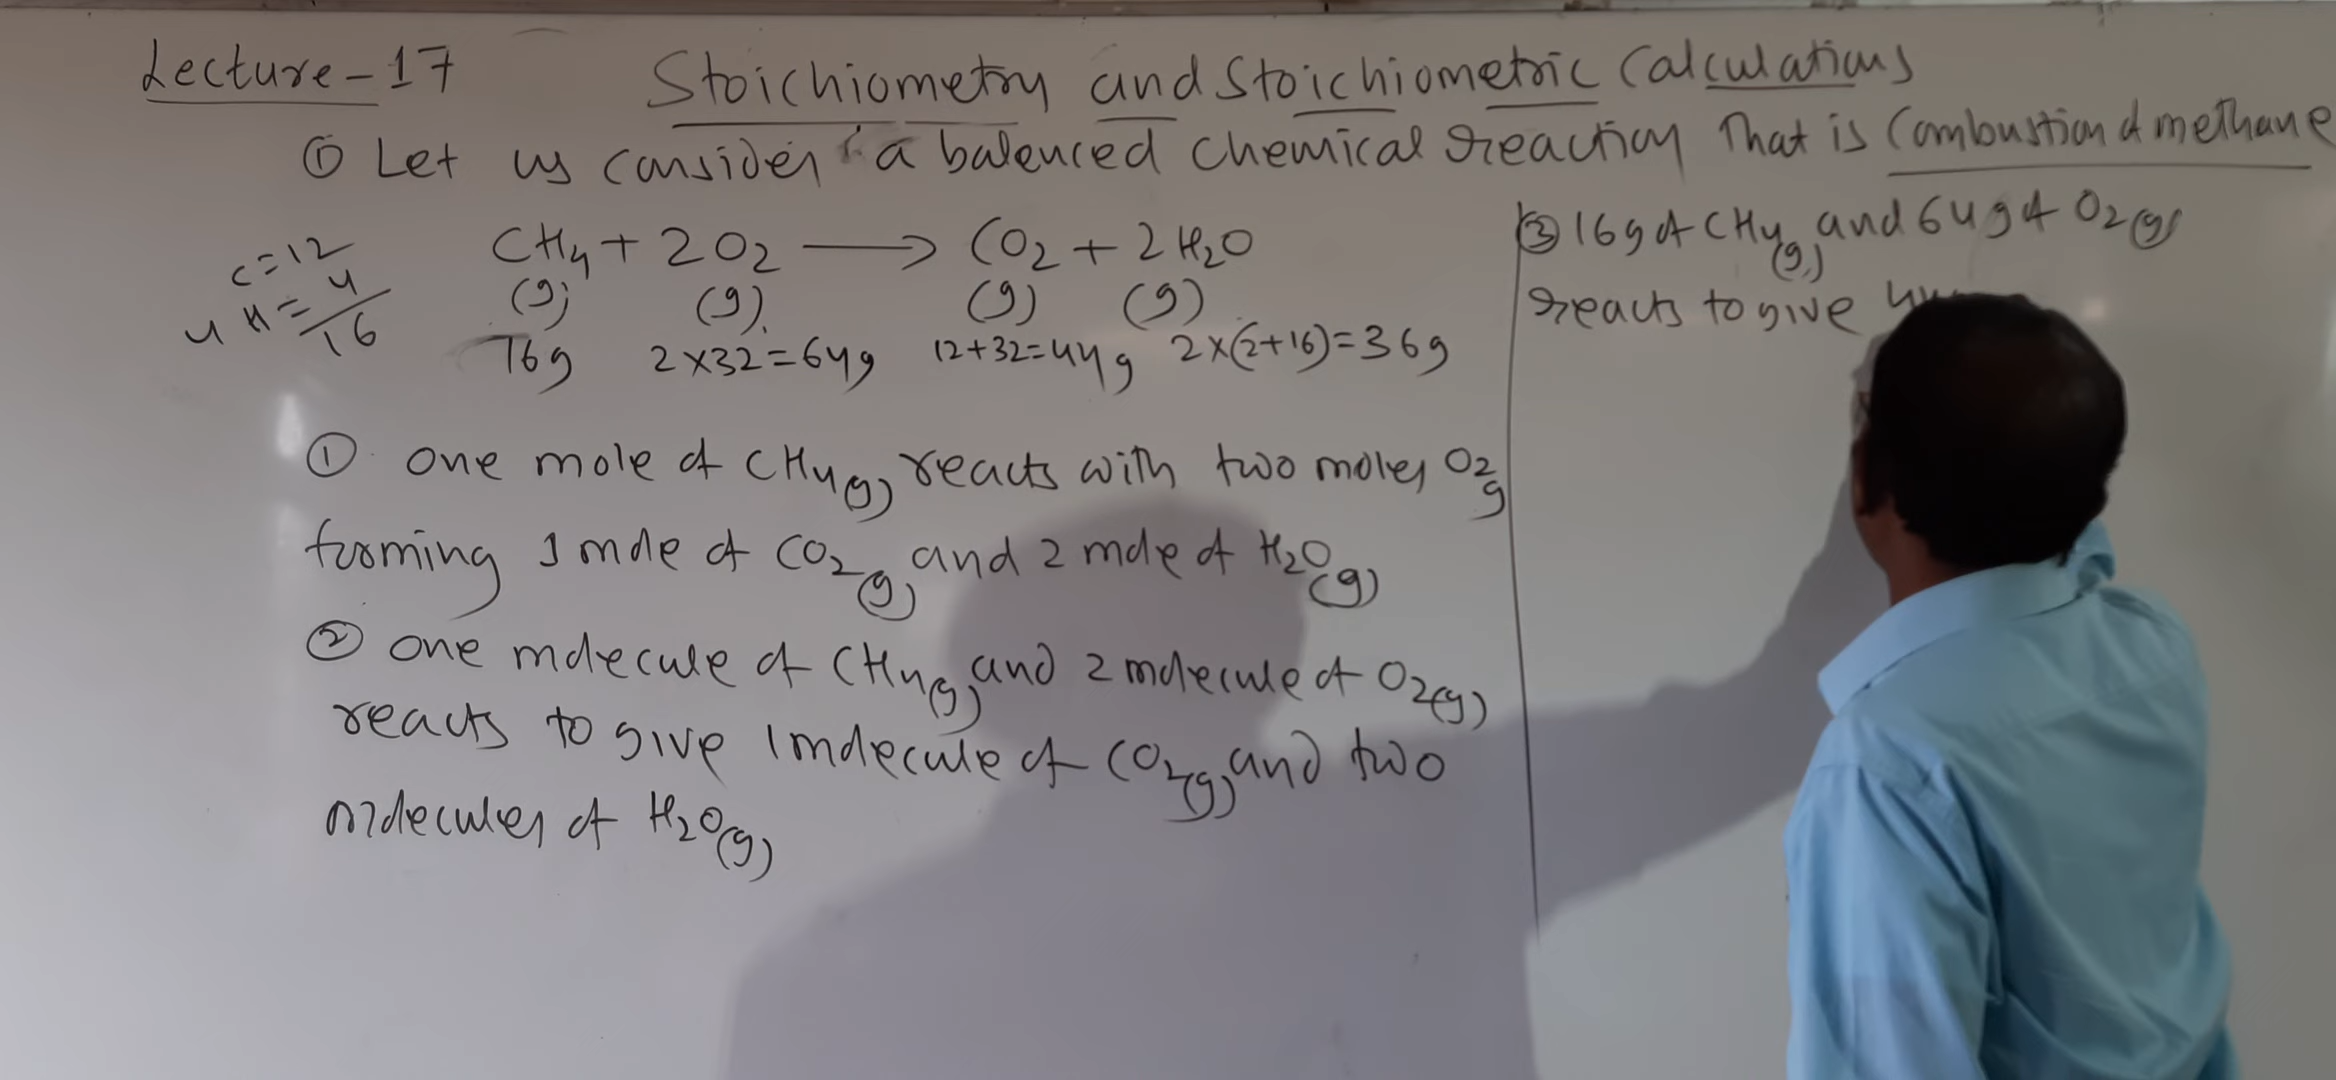 Lecture-17 Stoichiometry and Stoichiometric Calculations
① Let us consider a balenced chemical reaction That is Combustion of methane
C=12
4 H=4
16
CH4 + 2O2 ⟶ CO2 + 2H2O
(g) (g) (g) (g)
16g 2×32=64g 12+32=44g 2×(2+16)=36g
① one mole of CH4(g) reacts with two moles O2 g
forming 1 mole of CO2(g) and 2 mole of H2O(g)
② one molecule of CH4(g) and 2 molecule of O2(g)
reacts to give 1 molecule of CO2(g) and two
molecules of H2O(g)
③ 16g of CH4(g) and 64g of O2(g)
reacts to give